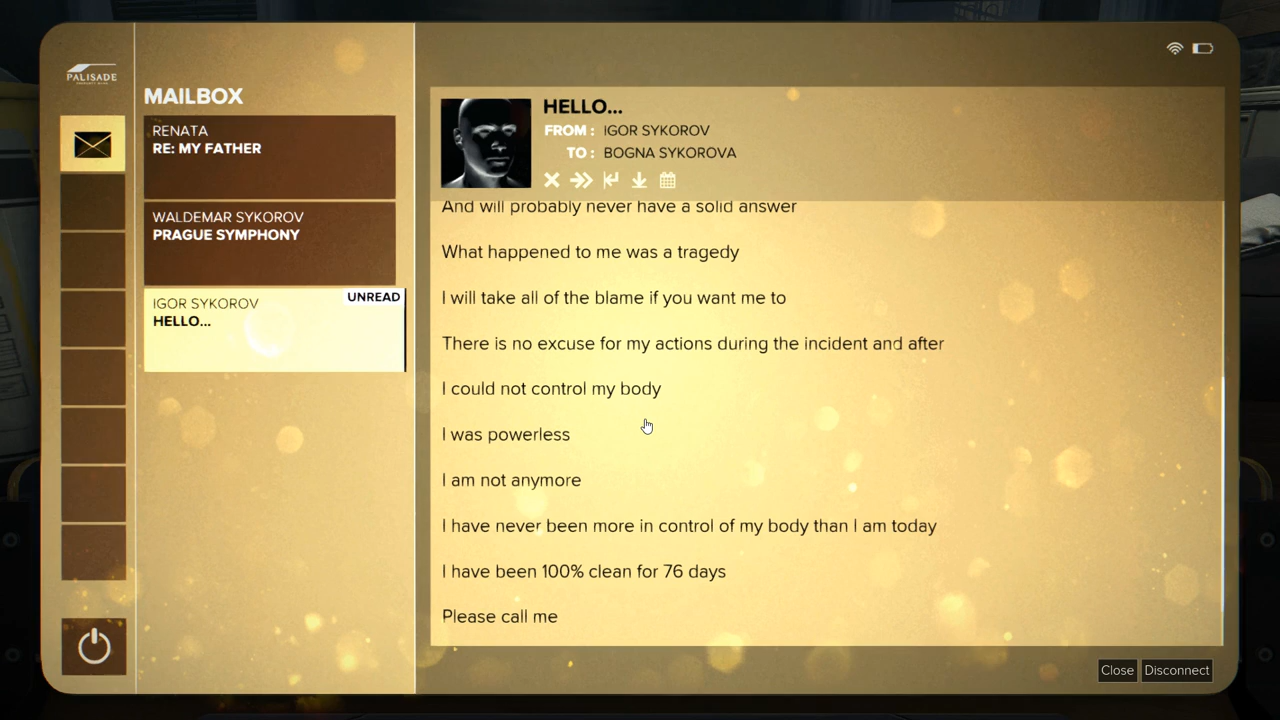 PALISADE
MAILBOX
RENATA
RE: MY FATHER
WALDEMAR SYKOROV
PRAGUE SYMPHONY
IGOR SYKOROV
UNREAD
HELLO...
HELLO...
FROM : IGOR SYKOROV
TO : BOGNA SYKOROVA
And will probably never have a solid answer
What happened to me was a tragedy
I will take all of the blame if you want me to
There is no excuse for my actions during the incident and after
I could not control my body
I was powerless
I am not anymore
I have never been more in control of my body than I am today
I have been 100% clean for 76 days
Please call me
Close
Disconnect